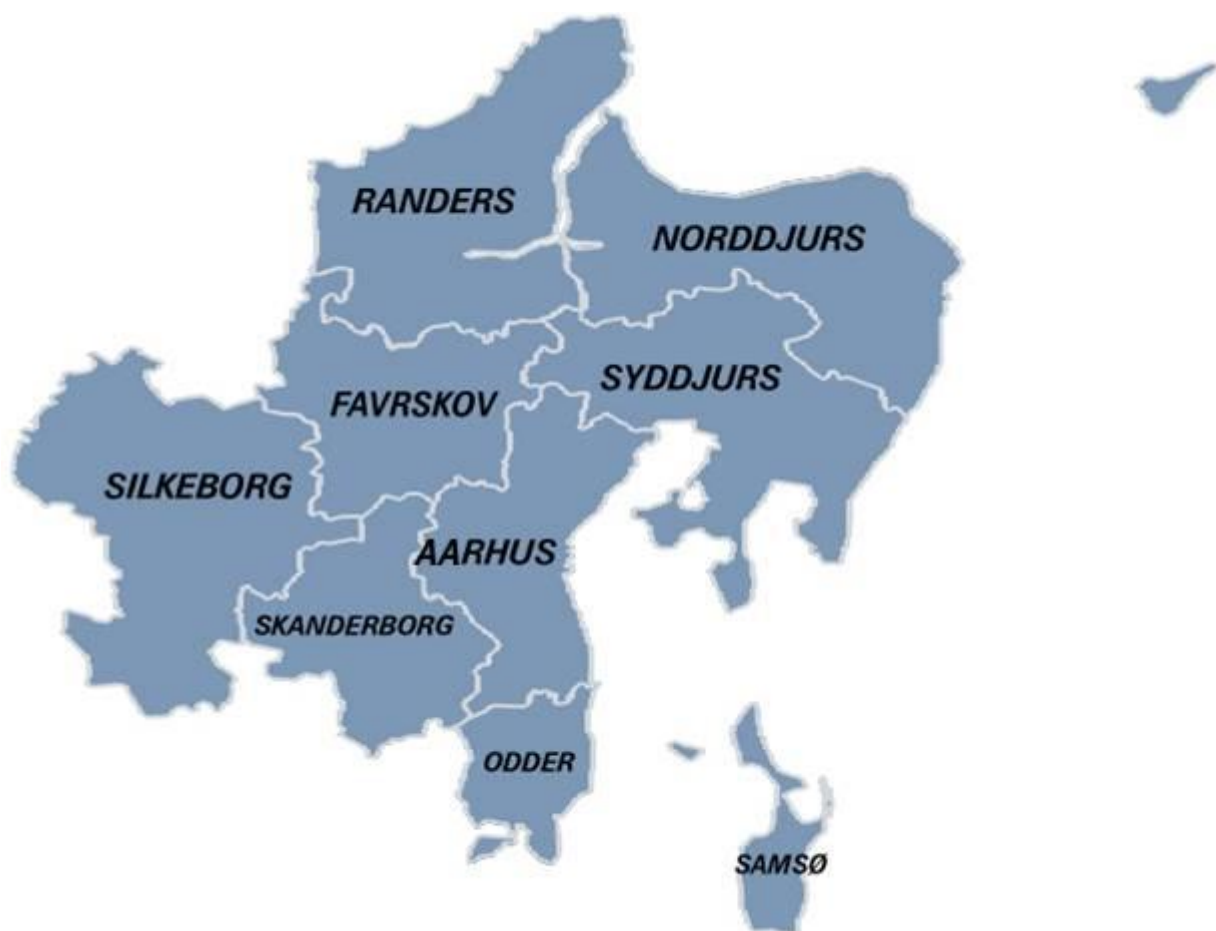 RANDERS
NORDDJURS
SYDDJURS
FAVRSKOV
SILKEBORG
AARHUS
SKANDERBORG
ODDER
SAMSØ